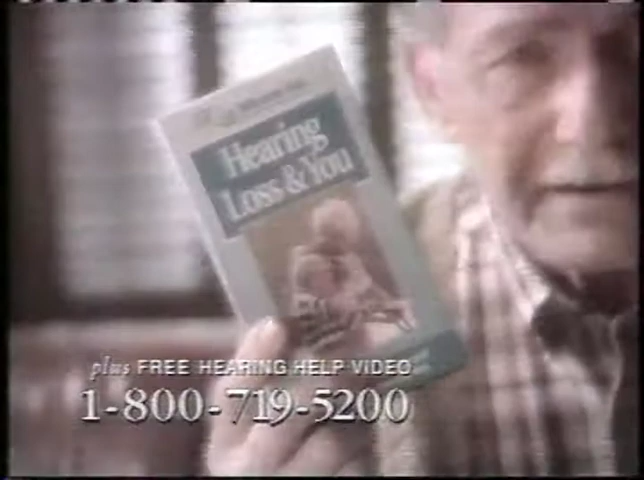 Hearing
Loss & You
plus FREE HEARING HELP VIDEO
1-800-719-5200